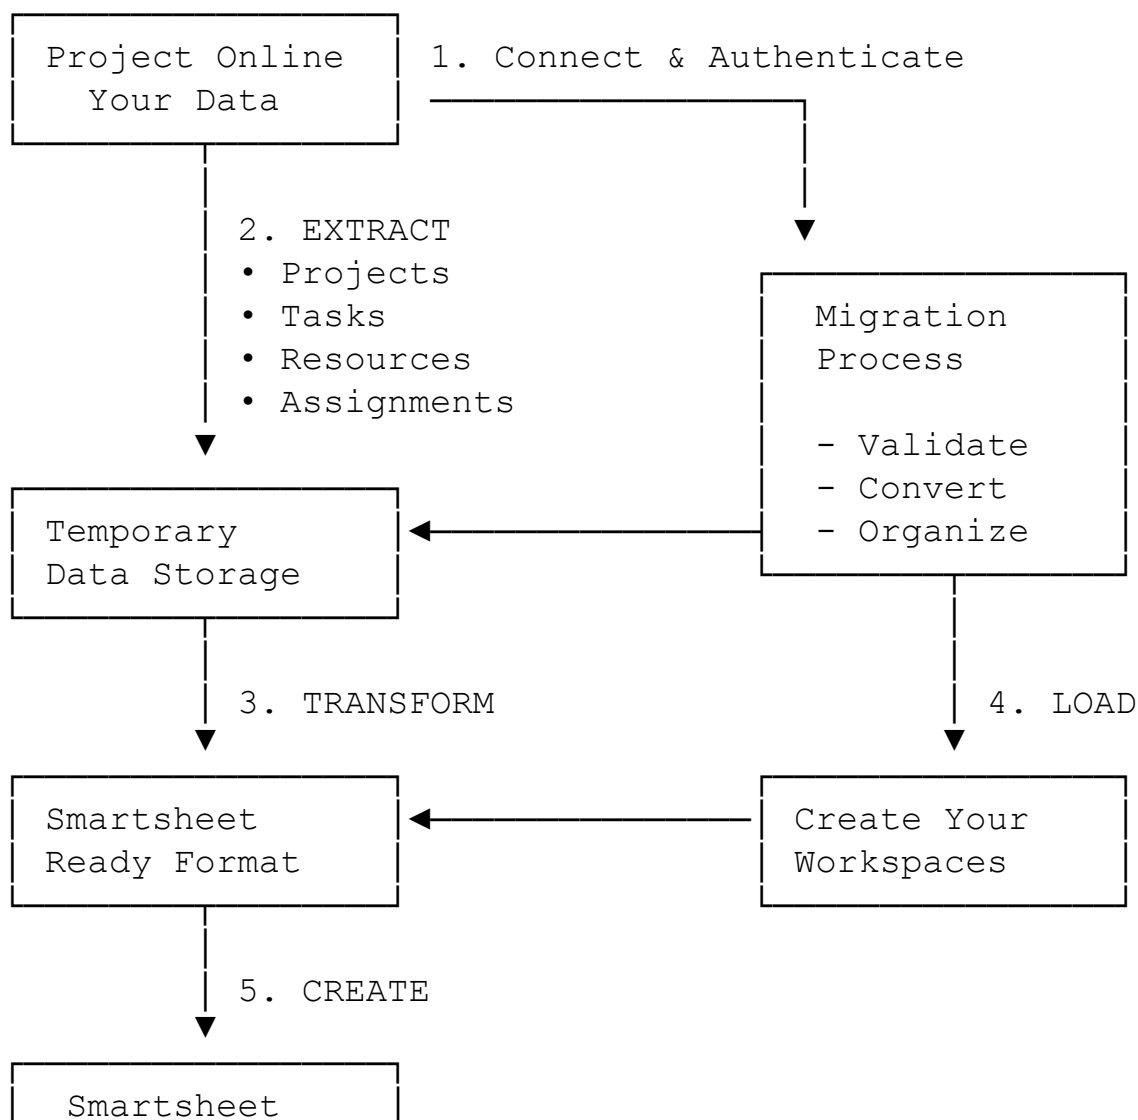 Project Online
Your Data
1. Connect & Authenticate
2. EXTRACT
• Projects
• Tasks
• Resources
• Assignments
Migration
Process
- Validate
- Convert
- Organize
Temporary
Data Storage
3. TRANSFORM
4. LOAD
Smartsheet
Ready Format
Create Your
Workspaces
5. CREATE
Smartsheet